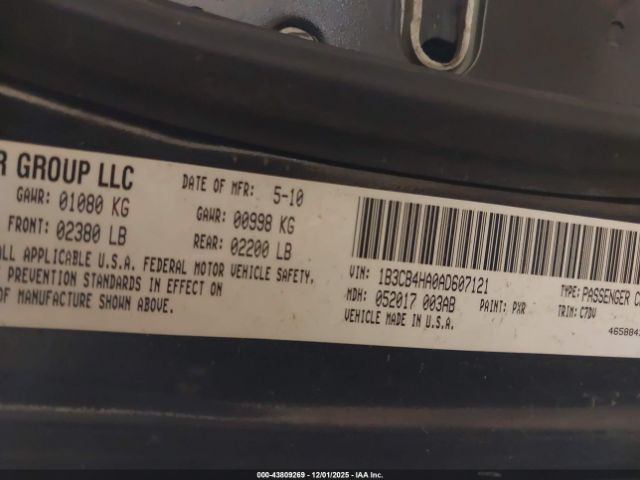 R GROUP LLC
DATE OF MFR: 5-10
GAWR: 01080 KG
GAWR: 00998 KG
FRONT: 02380 LB
REAR: 02200 LB
ALL APPLICABLE U.S.A. FEDERAL MOTOR VEHICLE SAFETY,
PREVENTION STANDARDS IN EFFECT ON
OF MANUFACTURE SHOWN ABOVE.
VIN: 1B3CB4HA0AD607121
TYPE: PASSENGER
MDH: 052017 003AB
PAINT: PXR
TRIM: C7DV
VEHICLE MADE IN U.S.A.
000-43809269 - 12/01/2025 - IAA Inc.